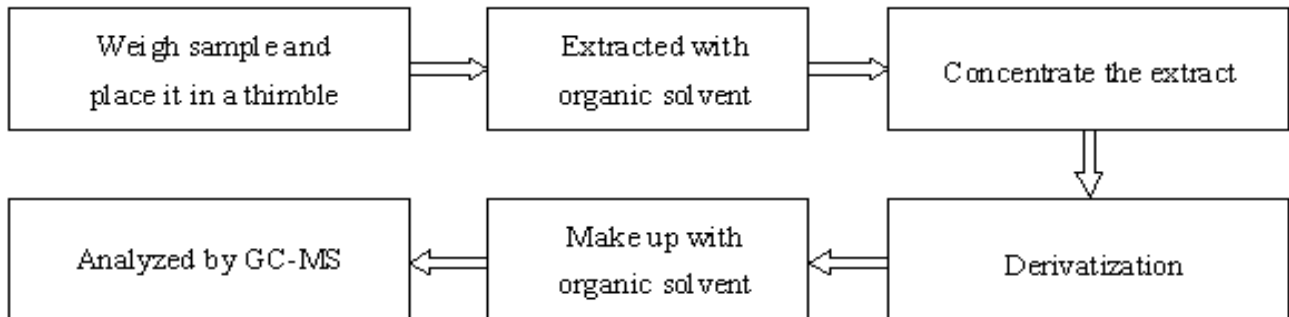 Weigh sample and
place it in a thimble
Extracted with
organic solvent
Concentrate the extract
Derivatization
Make up with
organic solvent
Analyzed by GC-MS